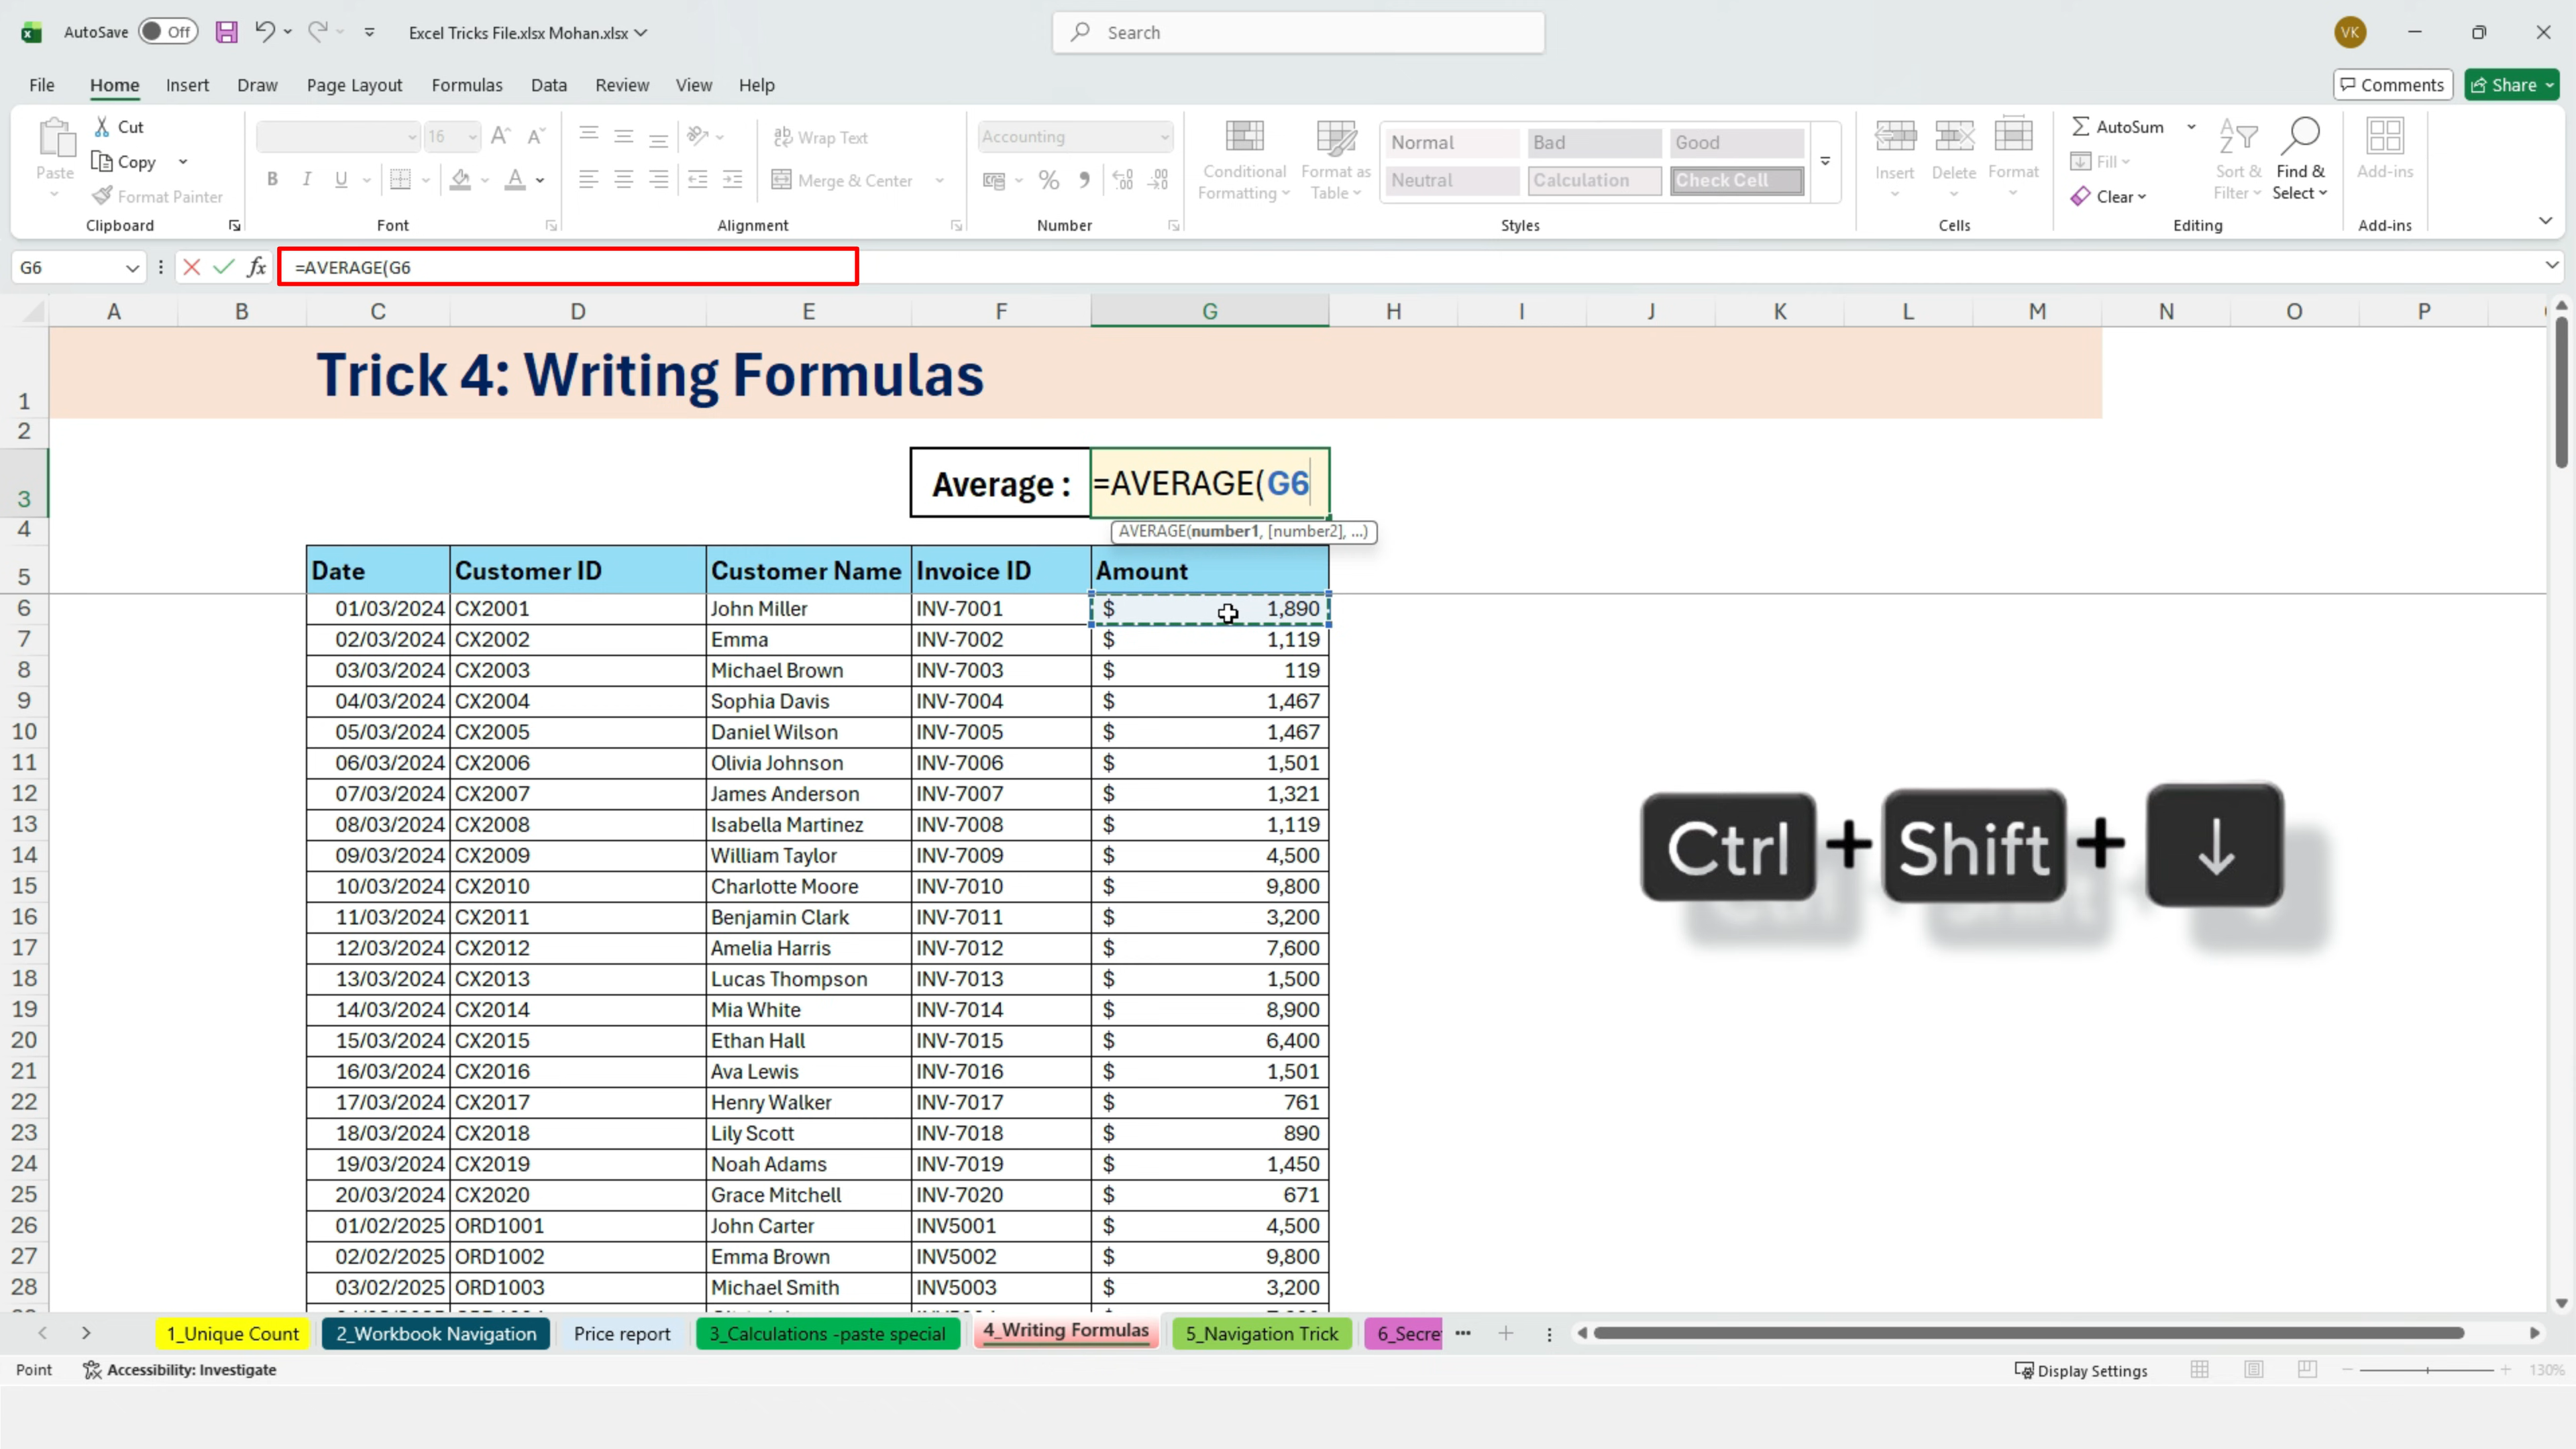 AutoSave Off Excel Tricks File.xlsx Mohan.xlsx Search VK
File Home Insert Draw Page Layout Formulas Data Review View Help Comments Share
Paste Cut Copy Format Painter Clipboard
16 B I U Font
Wrap Text Merge & Center Alignment
Accounting % Number
Conditional Formatting Format as Table Normal Bad Good Neutral Calculation Check Cell Styles
Insert Delete Format Cells
AutoSum Fill Clear Sort & Filter Find & Select Editing
Add-ins Add-ins
G6 fx =AVERAGE(G6
A B C D E F G H I J K L M N O P
1 Trick 4: Writing Formulas
2
3 Average : =AVERAGE(G6
4 AVERAGE(number1, [number2], ...)
5 Date Customer ID Customer Name Invoice ID Amount
6 01/03/2024 CX2001 John Miller INV-7001 $ 1,890
7 02/03/2024 CX2002 Emma INV-7002 $ 1,119
8 03/03/2024 CX2003 Michael Brown INV-7003 $ 119
9 04/03/2024 CX2004 Sophia Davis INV-7004 $ 1,467
10 05/03/2024 CX2005 Daniel Wilson INV-7005 $ 1,467
11 06/03/2024 CX2006 Olivia Johnson INV-7006 $ 1,501
12 07/03/2024 CX2007 James Anderson INV-7007 $ 1,321
13 08/03/2024 CX2008 Isabella Martinez INV-7008 $ 1,119
14 09/03/2024 CX2009 William Taylor INV-7009 $ 4,500
15 10/03/2024 CX2010 Charlotte Moore INV-7010 $ 9,800
16 11/03/2024 CX2011 Benjamin Clark INV-7011 $ 3,200
17 12/03/2024 CX2012 Amelia Harris INV-7012 $ 7,600
18 13/03/2024 CX2013 Lucas Thompson INV-7013 $ 1,500
19 14/03/2024 CX2014 Mia White INV-7014 $ 8,900
20 15/03/2024 CX2015 Ethan Hall INV-7015 $ 6,400
21 16/03/2024 CX2016 Ava Lewis INV-7016 $ 1,501
22 17/03/2024 CX2017 Henry Walker INV-7017 $ 761
23 18/03/2024 CX2018 Lily Scott INV-7018 $ 890
24 19/03/2024 CX2019 Noah Adams INV-7019 $ 1,450
25 20/03/2024 CX2020 Grace Mitchell INV-7020 $ 671
26 01/02/2025 ORD1001 John Carter INV5001 $ 4,500
27 02/02/2025 ORD1002 Emma Brown INV5002 $ 9,800
28 03/02/2025 ORD1003 Michael Smith INV5003 $ 3,200
Ctrl + Shift + ↓
1_Unique Count 2_Workbook Navigation Price report 3_Calculations -paste special 4_Writing Formulas 5_Navigation Trick 6_Secre ...
Point Accessibility: Investigate Display Settings 130%